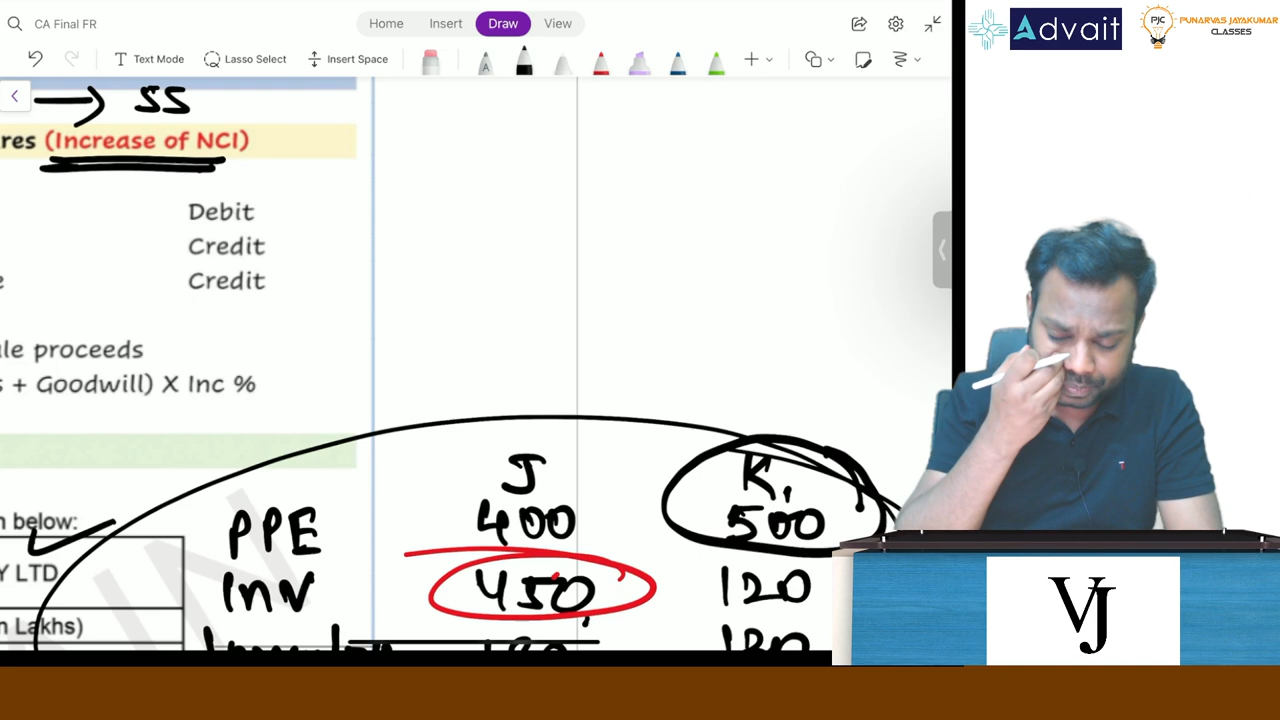 CA Final FR
Home Insert Draw View
Advait
PJC PUNARVAS JAYAKUMAR CLASSES
Text Mode Lasso Select Insert Space
SS
res (Increase of NCI)
Debit
Credit
e Credit
le proceeds
s + Goodwill) X Inc %
J K
n below:
PPE 400 500
Y LTD
INV 450 120
n Lakhs)
180
VJ